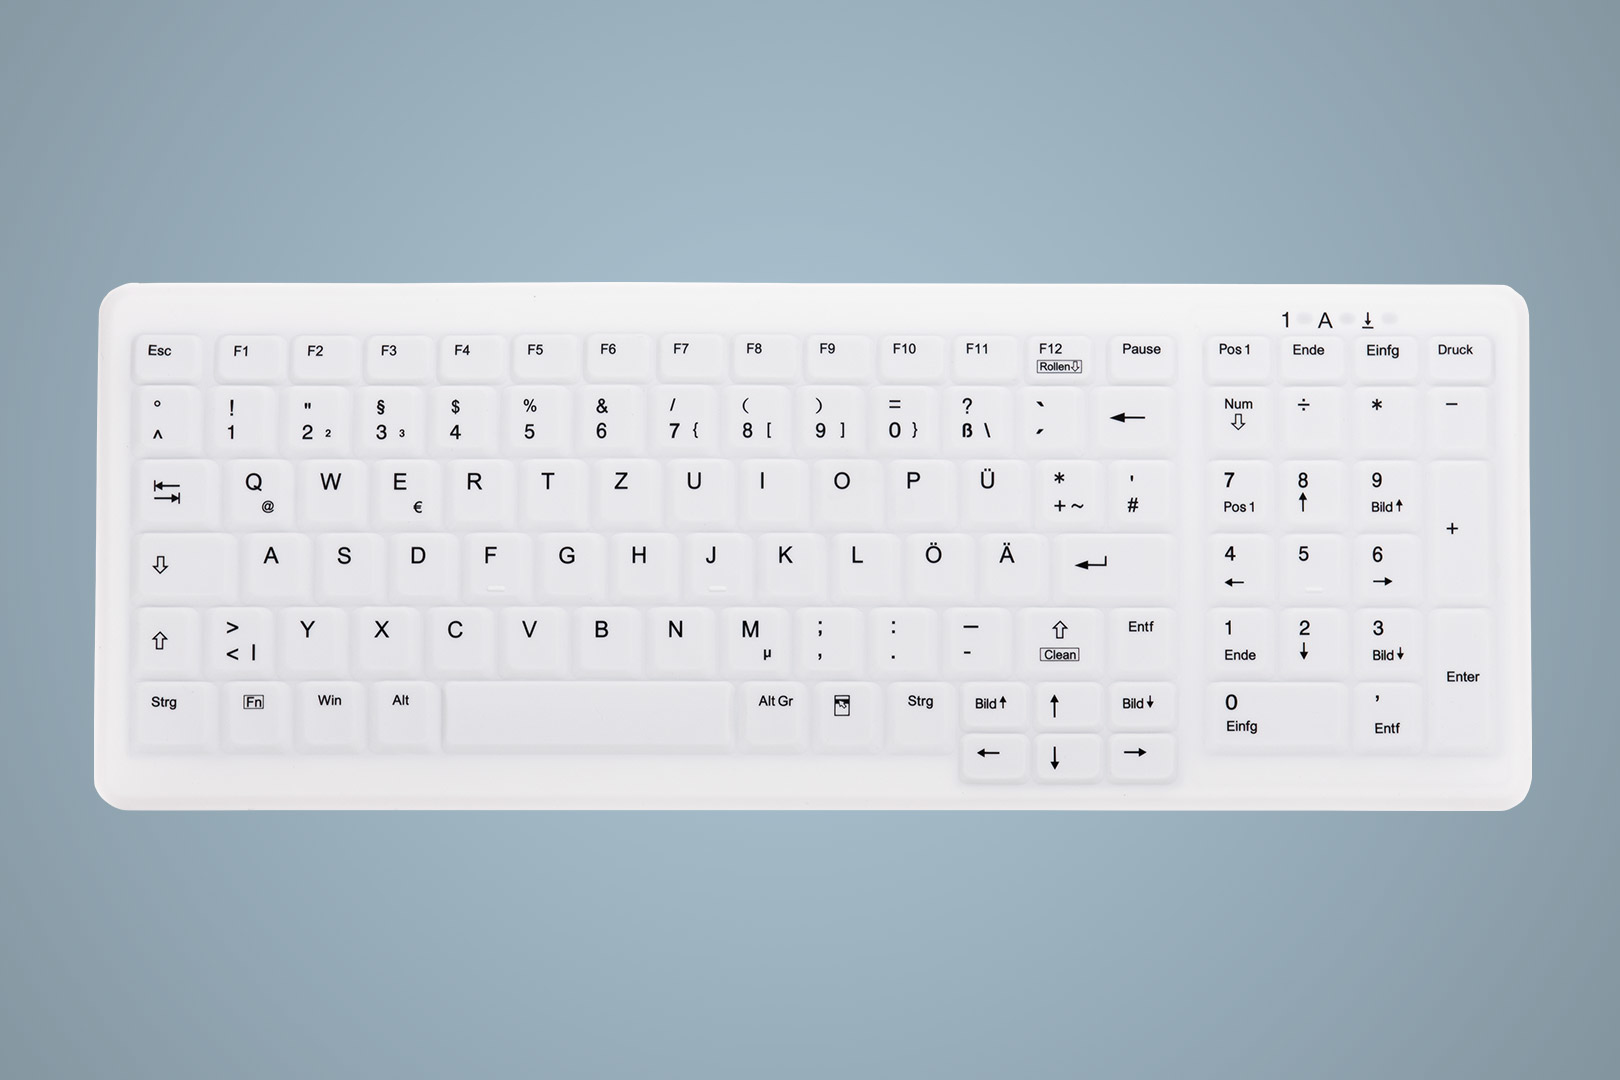 1 A
Esc F1 F2 F3 F4 F5 F6 F7 F8 F9 F10 F11 F12 Pause Pos 1 Ende Einfg Druck
Rollen⇩
° ! " § $ % & / ( ) = ? ` Num ÷ * −
^ 1 2 ² 3 ³ 4 5 6 7 { 8 [ 9 ] 0 } ß \ ´ ← ⇩
Q W E R T Z U I O P Ü * ' 7 8 9
@ € + ~ # Pos 1 ↑ Bild ↑ +
A S D F G H J K L Ö Ä 4 5 6
⇩ ↵ ← →
> Y X C V B N M ; : — ⇧ Entf 1 2 3
⇧ < | µ , . - Clean Ende ↓ Bild ↓
Enter
Strg Fn Win Alt Alt Gr Strg Bild ↑ ↑ Bild ↓ 0 ,
Einfg Entf
← ↓ →